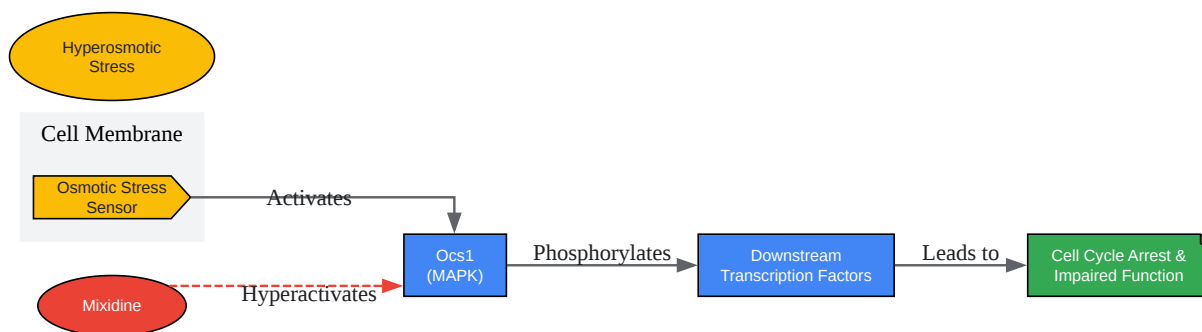 Hyperosmotic
Stress
Cell Membrane
Osmotic Stress
Sensor
Activates
Ocs1
(MAPK)
Phosphorylates
Downstream
Transcription Factors
Leads to
Cell Cycle Arrest &
Impaired Function
Mixidine
Hyperactivates